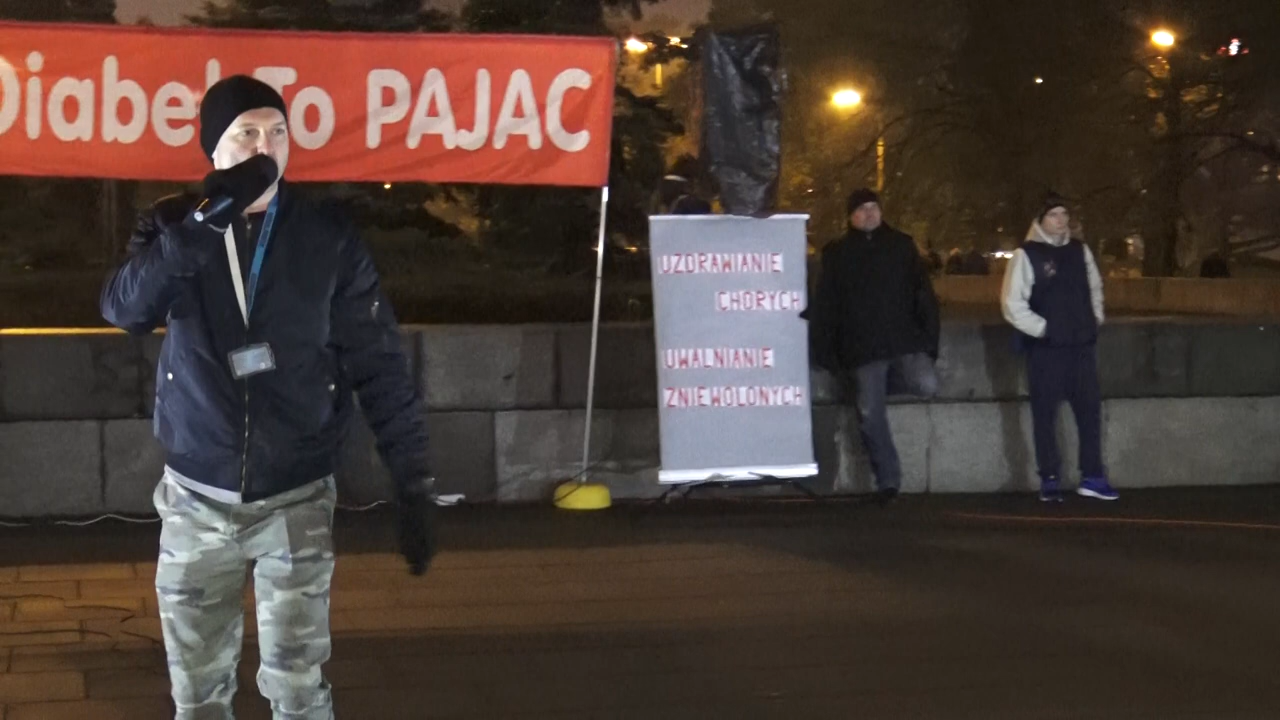 Diabeł To PAJAC
UZDRAWIANIE
CHORYCH
UWALNIANIE
ZNIEWOLONYCH